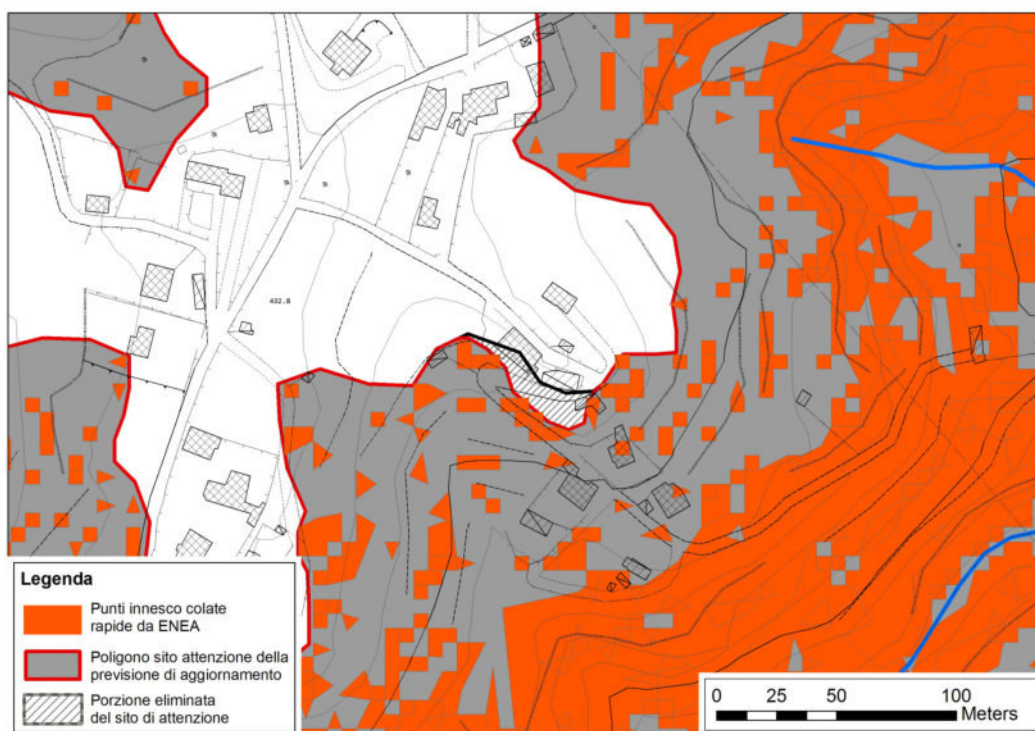 432.8
Legenda
Punti innesco colate
rapide da ENEA
Poligono sito attenzione della
previsione di aggiornamento
Porzione eliminata
del sito di attenzione
0 25 50 100
Meters